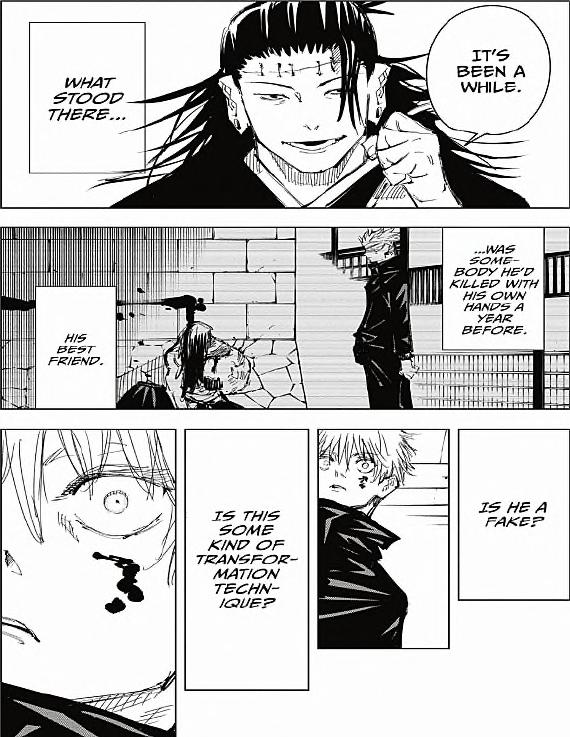 IT'S
BEEN A
WHILE.
WHAT
STOOD
THERE...
...WAS
SOME-
BODY HE'D
KILLED WITH
HIS OWN
HANDS A
YEAR
BEFORE.
HIS
BEST
FRIEND.
IS HE A
FAKE?
IS THIS
SOME
KIND OF
TRANSFOR-
MATION
TECHN-
IQUE?